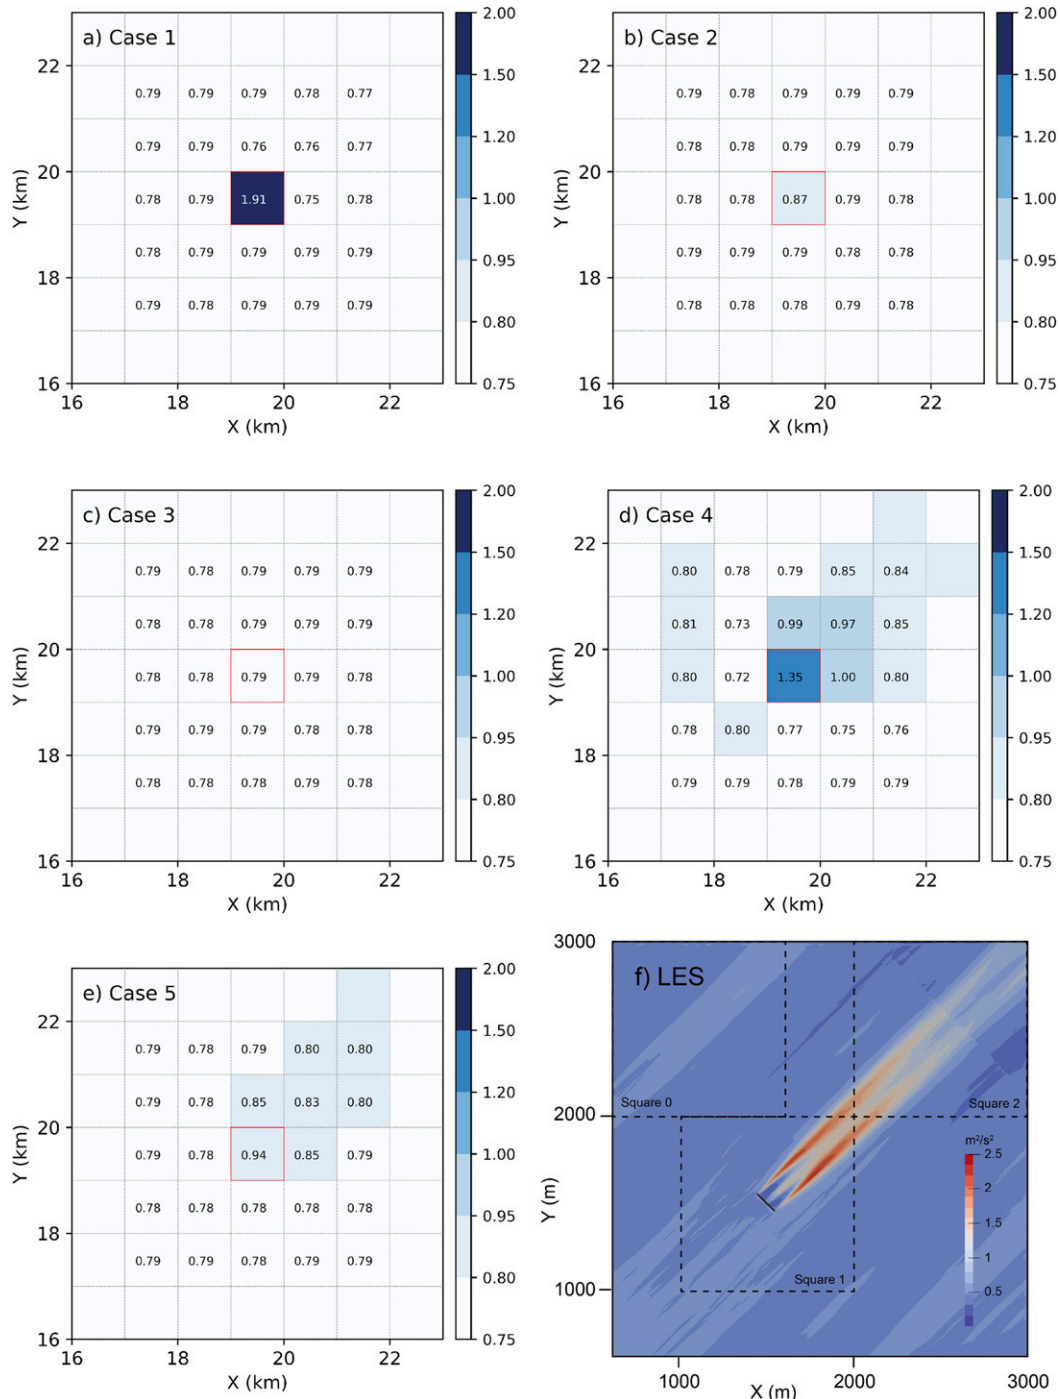 a) Case 1
22
20
18
16
16
18
20
22
Y (km)
X (km)
0.79 0.79 0.79 0.78 0.77
0.79 0.79 0.76 0.76 0.77
0.78 0.79 1.91 0.75 0.78
0.78 0.79 0.79 0.79 0.78
0.79 0.78 0.79 0.79 0.79
2.00
1.50
1.20
1.00
0.95
0.80
0.75
b) Case 2
22
20
18
16
16
18
20
22
Y (km)
X (km)
0.79 0.78 0.79 0.79 0.79
0.78 0.78 0.79 0.79 0.79
0.78 0.78 0.87 0.79 0.78
0.79 0.79 0.79 0.78 0.78
0.78 0.78 0.78 0.79 0.78
2.00
1.50
1.20
1.00
0.95
0.80
0.75
c) Case 3
22
20
18
16
16
18
20
22
Y (km)
X (km)
0.79 0.78 0.79 0.79 0.79
0.78 0.78 0.79 0.79 0.79
0.78 0.78 0.79 0.79 0.78
0.79 0.79 0.79 0.78 0.78
0.78 0.78 0.78 0.79 0.78
2.00
1.50
1.20
1.00
0.95
0.80
0.75
d) Case 4
22
20
18
16
16
18
20
22
Y (km)
X (km)
0.80 0.78 0.79 0.85 0.84
0.81 0.73 0.99 0.97 0.85
0.80 0.72 1.35 1.00 0.80
0.78 0.80 0.77 0.75 0.76
0.79 0.79 0.78 0.79 0.79
2.00
1.50
1.20
1.00
0.95
0.80
0.75
e) Case 5
22
20
18
16
16
18
20
22
Y (km)
X (km)
0.79 0.78 0.79 0.80 0.80
0.79 0.78 0.85 0.83 0.80
0.79 0.78 0.94 0.85 0.79
0.78 0.78 0.78 0.78 0.78
0.79 0.79 0.78 0.79 0.79
2.00
1.50
1.20
1.00
0.95
0.80
0.75
f) LES
3000
2000
1000
Y (m)
1000
2000
3000
X (m)
Square 0
Square 2
Square 1
m²/s²
2.5
2
1.5
1
0.5